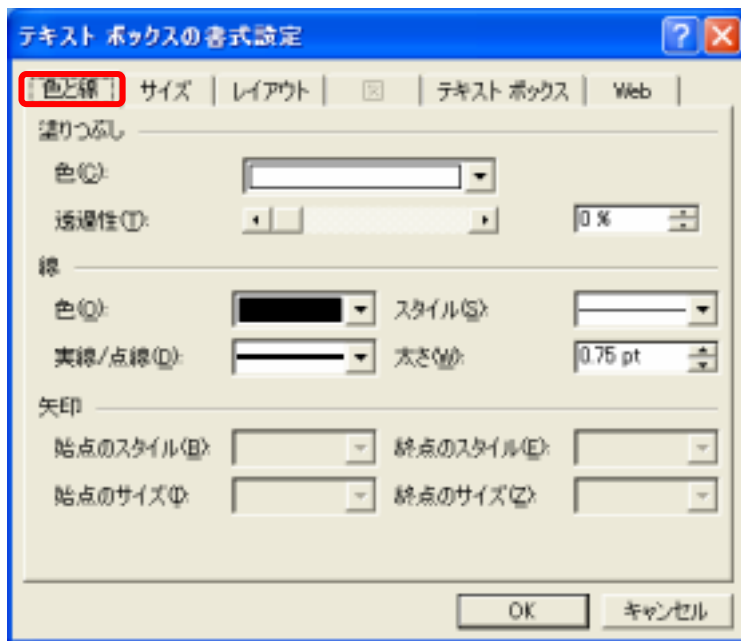 テキスト ボックスの書式設定
色と線 サイズ レイアウト 図 テキスト ボックス Web
塗りつぶし
色(C):
透過性(T): 0 %
線
色(O): スタイル(S):
実線/点線(D): 太さ(W): 0.75 pt
矢印
始点のスタイル(B): 終点のスタイル(E):
始点のサイズ(I): 終点のサイズ(Z):
OK キャンセル